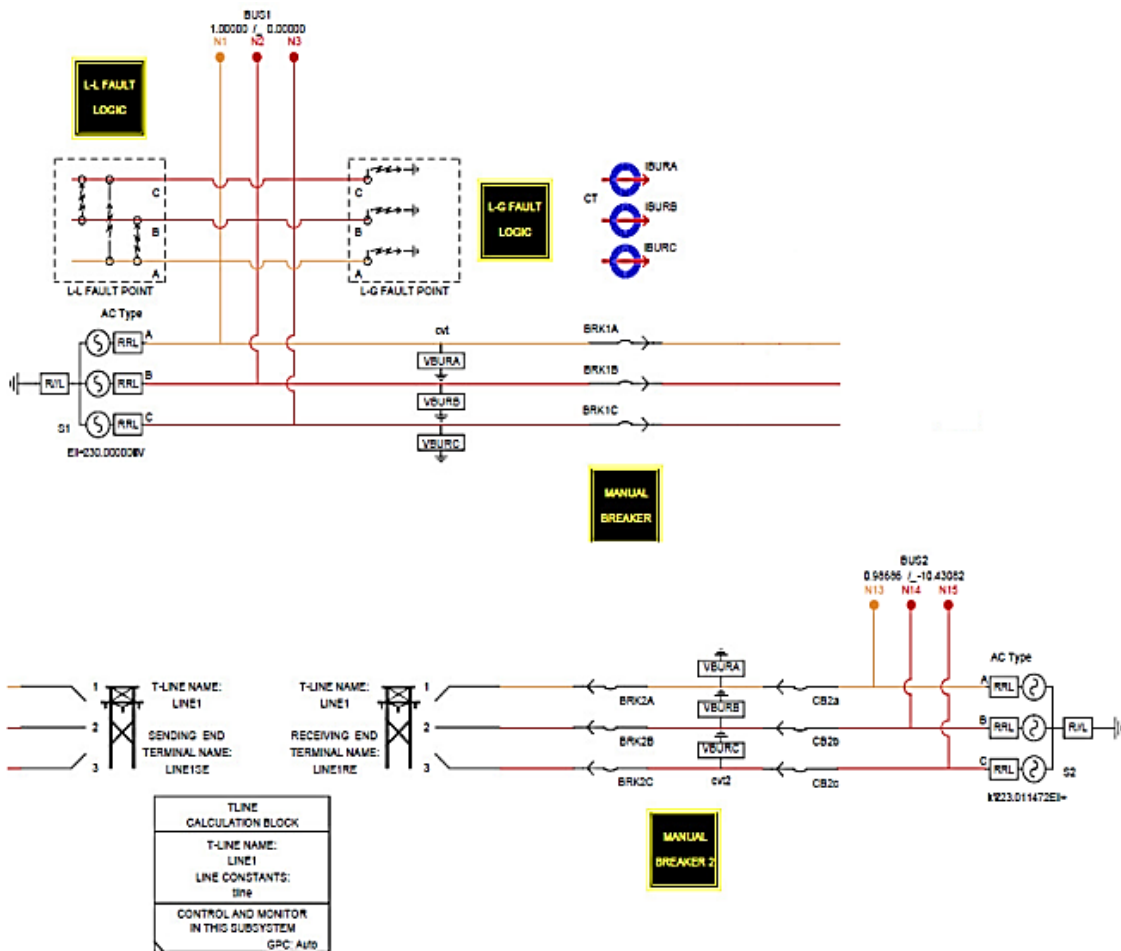 BUS1
1.00000 /_ 0.00000
N1 N2 N3
L-L FAULT
LOGIC
C
B
A
L-L FAULT POINT
C
B
A
L-G FAULT POINT
L-G FAULT
LOGIC
CT
IBURA
IBURB
IBURC
AC Type
RRL A
RRL B
RRL C
R/L
S1
cvt
VBURA
VBURB
VBURC
BRK1A
BRK1B
BRK1C
MANUAL
BREAKER
BUS2
0.98686 /_-10.43082
N13 N14 N15
1
2
3
T-LINE NAME:
LINE1
SENDING END
TERMINAL NAME:
LINE1SE
T-LINE NAME:
LINE1
RECEIVING END
TERMINAL NAME:
LINE1RE
1
2
3
BRK2A
BRK2B
BRK2C
VBURA
VBURB
VBURC
cvt2
CB2a
CB2b
CB2c
AC Type
A RRL
B RRL
C RRL
R/L
S2
TLINE
CALCULATION BLOCK
T-LINE NAME:
LINE1
LINE CONSTANTS:
tline
CONTROL AND MONITOR
IN THIS SUBSYSTEM
GPC: Auto
MANUAL
BREAKER 2